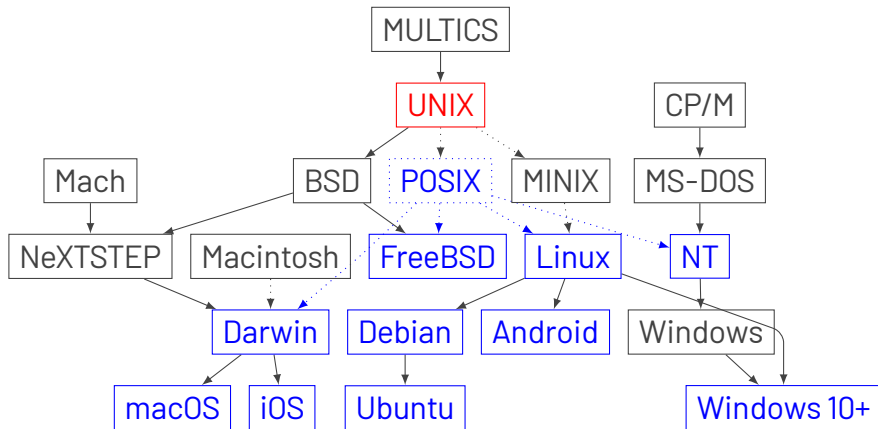 MULTICS
UNIX
CP/M
Mach
BSD
POSIX
MINIX
MS-DOS
NeXTSTEP
Macintosh
FreeBSD
Linux
NT
Darwin
Debian
Android
Windows
macOS
iOS
Ubuntu
Windows 10+